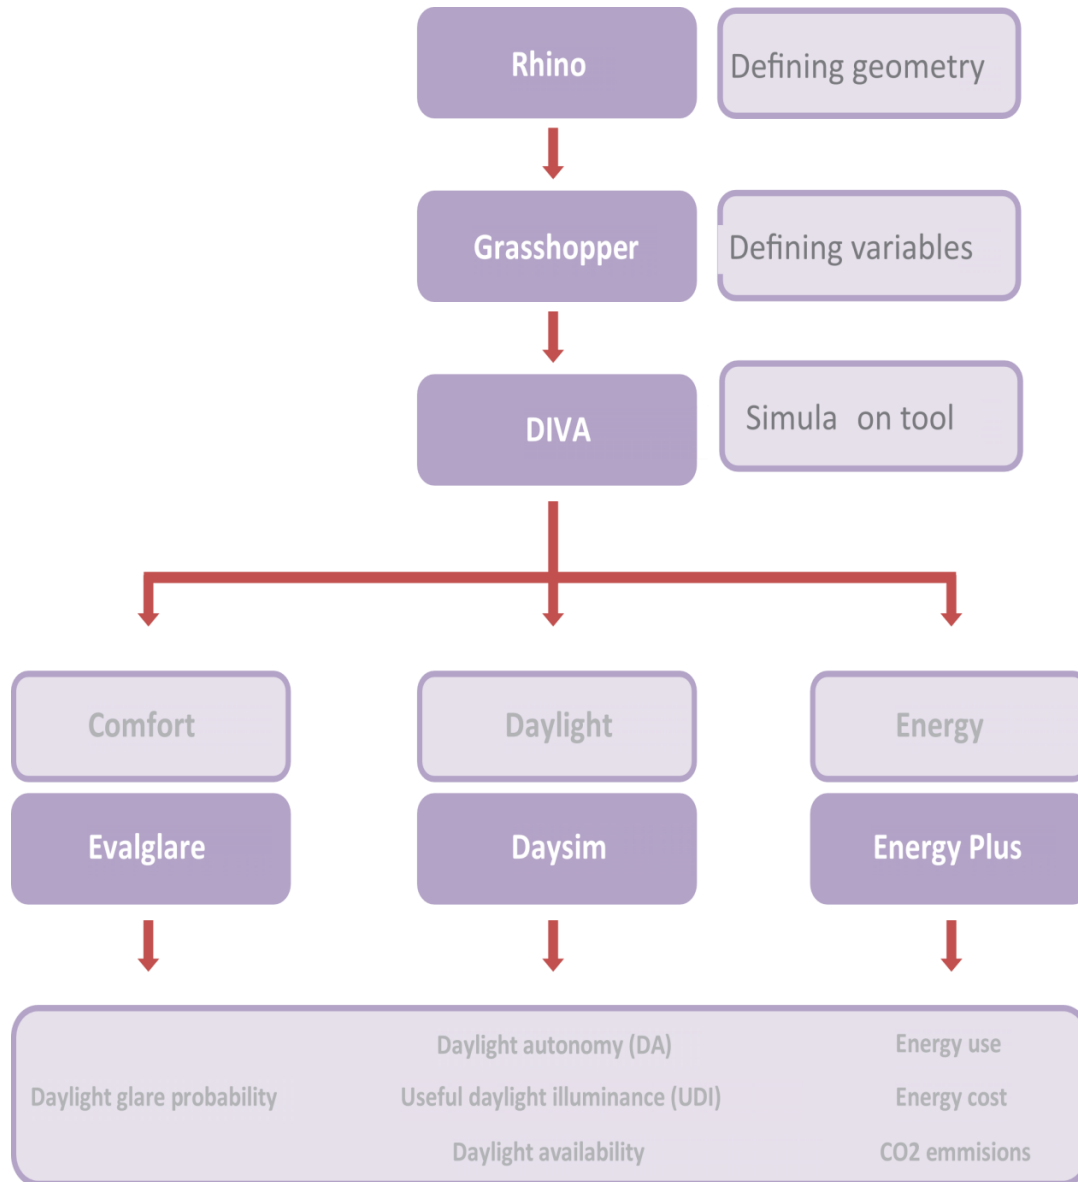 Rhino
Defining geometry
Grasshopper
Defining variables
DIVA
Simula on tool
Comfort
Daylight
Energy
Evalglare
Daysim
Energy Plus
Daylight glare probability
Daylight autonomy (DA)
Useful daylight illuminance (UDI)
Daylight availability
Energy use
Energy cost
CO2 emmisions